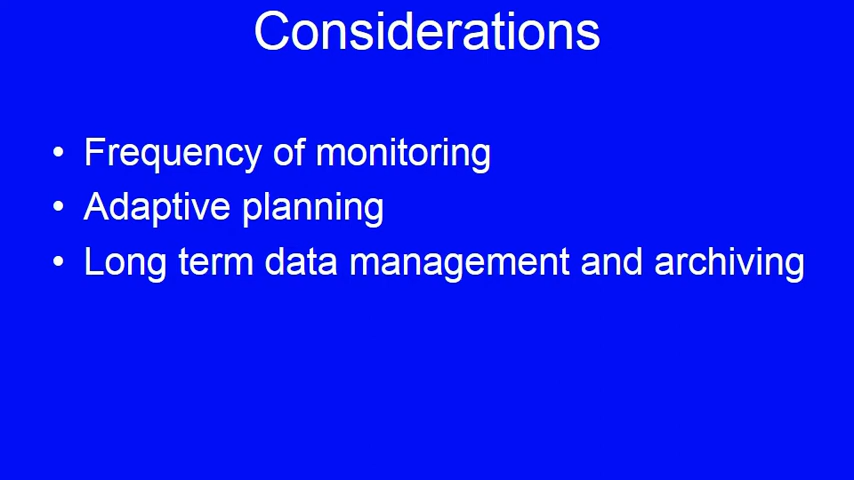 Considerations
• Frequency of monitoring
• Adaptive planning
• Long term data management and archiving